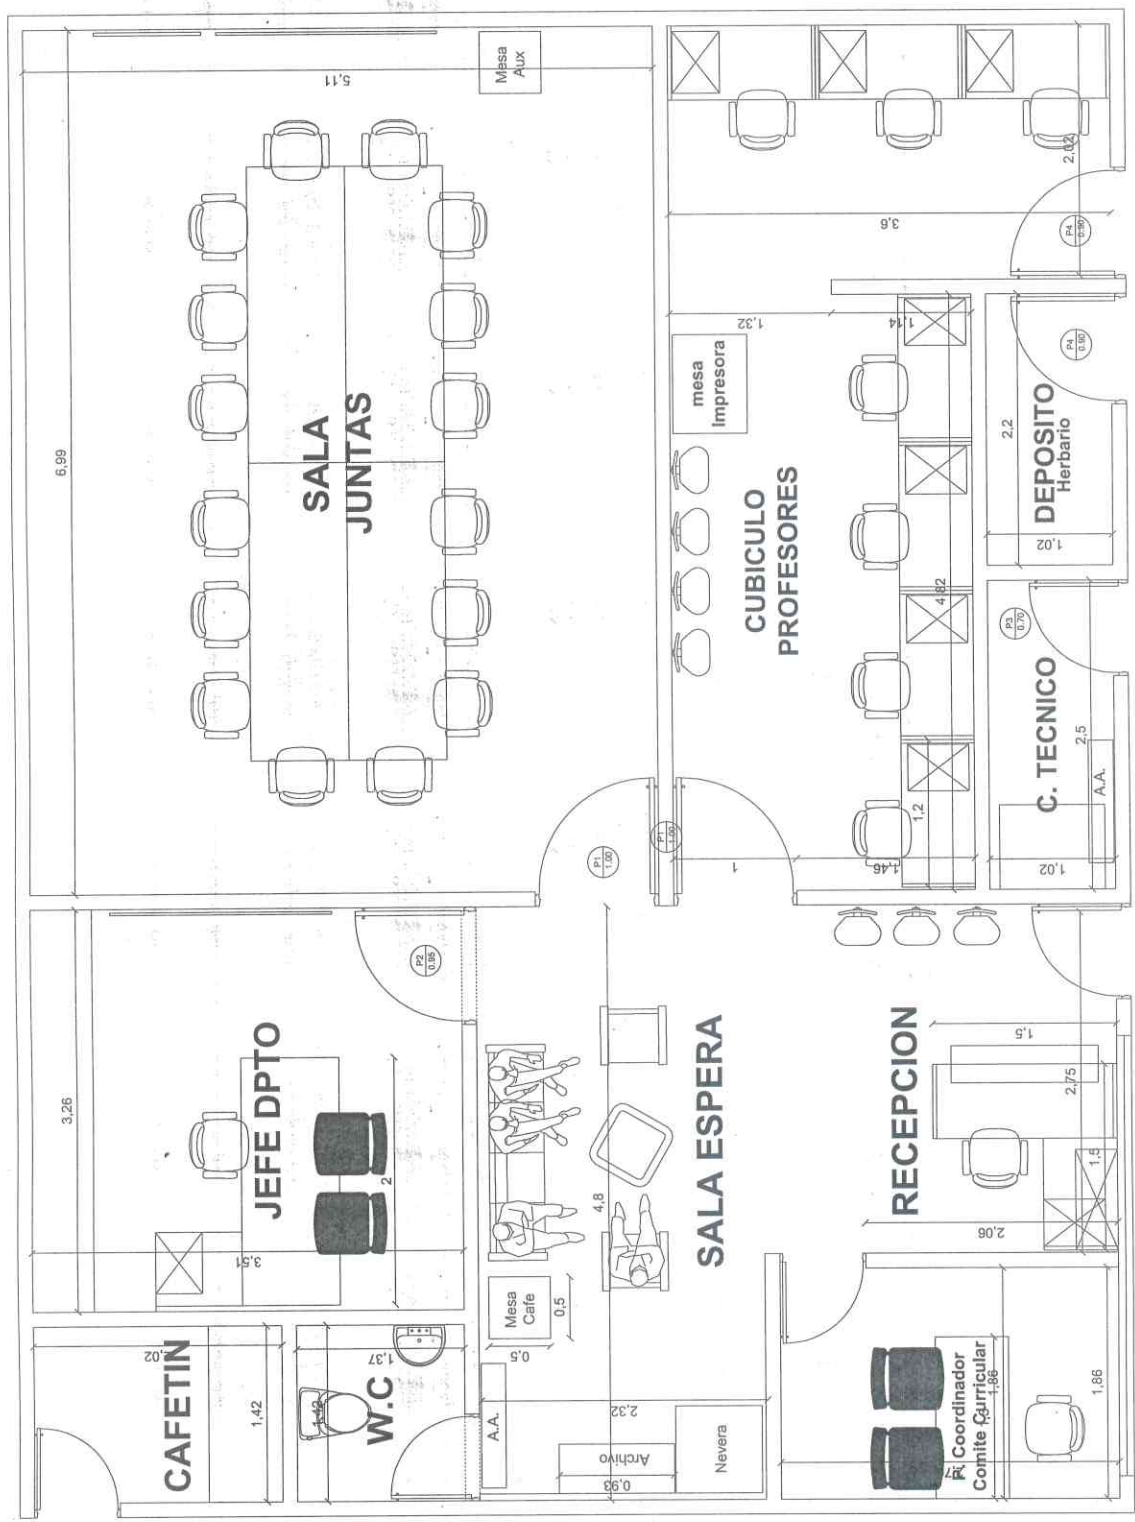 5,11
Mesa
Aux
6,99
SALA
JUNTAS
2,02
3,6
P4
0.90
P4
0.90
1,32
1,14
mesa
Impresora
CUBICULO
PROFESORES
2,2
DEPOSITO
Herbario
1,02
4,82
P3
0.70
C. TECNICO
2,5
A.A.
1,2
1,02
P1
1.00
P1
1.00
1
1,46
P2
0.95
3,26
JEFE DPTO
2
3,51
4,8
SALA ESPERA
RECEPCION
1,5
2,75
1,5
2,06
Mesa
Cafe
0,5
0,5
CAFETIN
1,42
1,37
W.C
A.A.
2,32
Archivo
0,93
Nevera
Coordinador
Comite Curricular
1,86
1,86